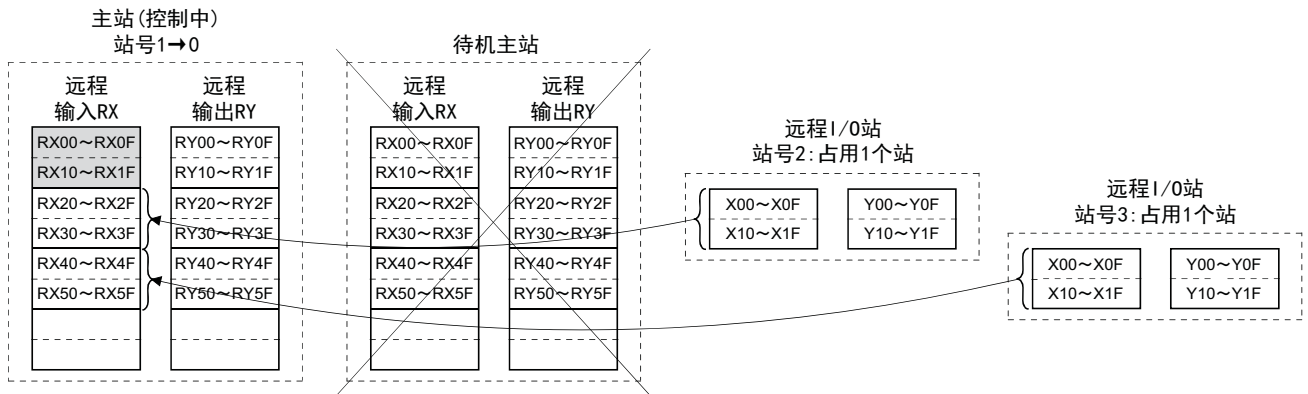 主站(控制中)
站号1→0
远程
输入RX
远程
输出RY
RX00～RX0F
RY00～RY0F
RX10～RX1F
RY10～RY1F
RX20～RX2F
RY20～RY2F
RX30～RX3F
RY30～RY3F
RX40～RX4F
RY40～RY4F
RX50～RX5F
RY50～RY5F
待机主站
远程
输入RX
远程
输出RY
RX00～RX0F
RY00～RY0F
RX10～RX1F
RY10～RY1F
RX20～RX2F
RY20～RY2F
RX30～RX3F
RY30～RY3F
RX40～RX4F
RY40～RY4F
RX50～RX5F
RY50～RY5F
远程I/O站
站号2:占用1个站
X00～X0F
Y00～Y0F
X10～X1F
Y10～Y1F
远程I/O站
站号3:占用1个站
X00～X0F
Y00～Y0F
X10～X1F
Y10～Y1F